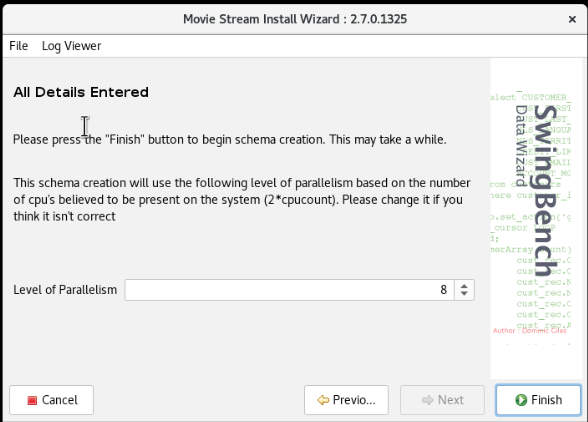 Movie Stream Install Wizard : 2.7.0.1325
File Log Viewer
All Details Entered
Please press the "Finish" button to begin schema creation. This may take a while.
This schema creation will use the following level of parallelism based on the number
of cpu's believed to be present on the system (2*cpucount). Please change it if you
think it isn't correct
Level of Parallelism 8
SwingBench
Data Wizard
Author : Dominic Giles
Cancel Previo... Next Finish